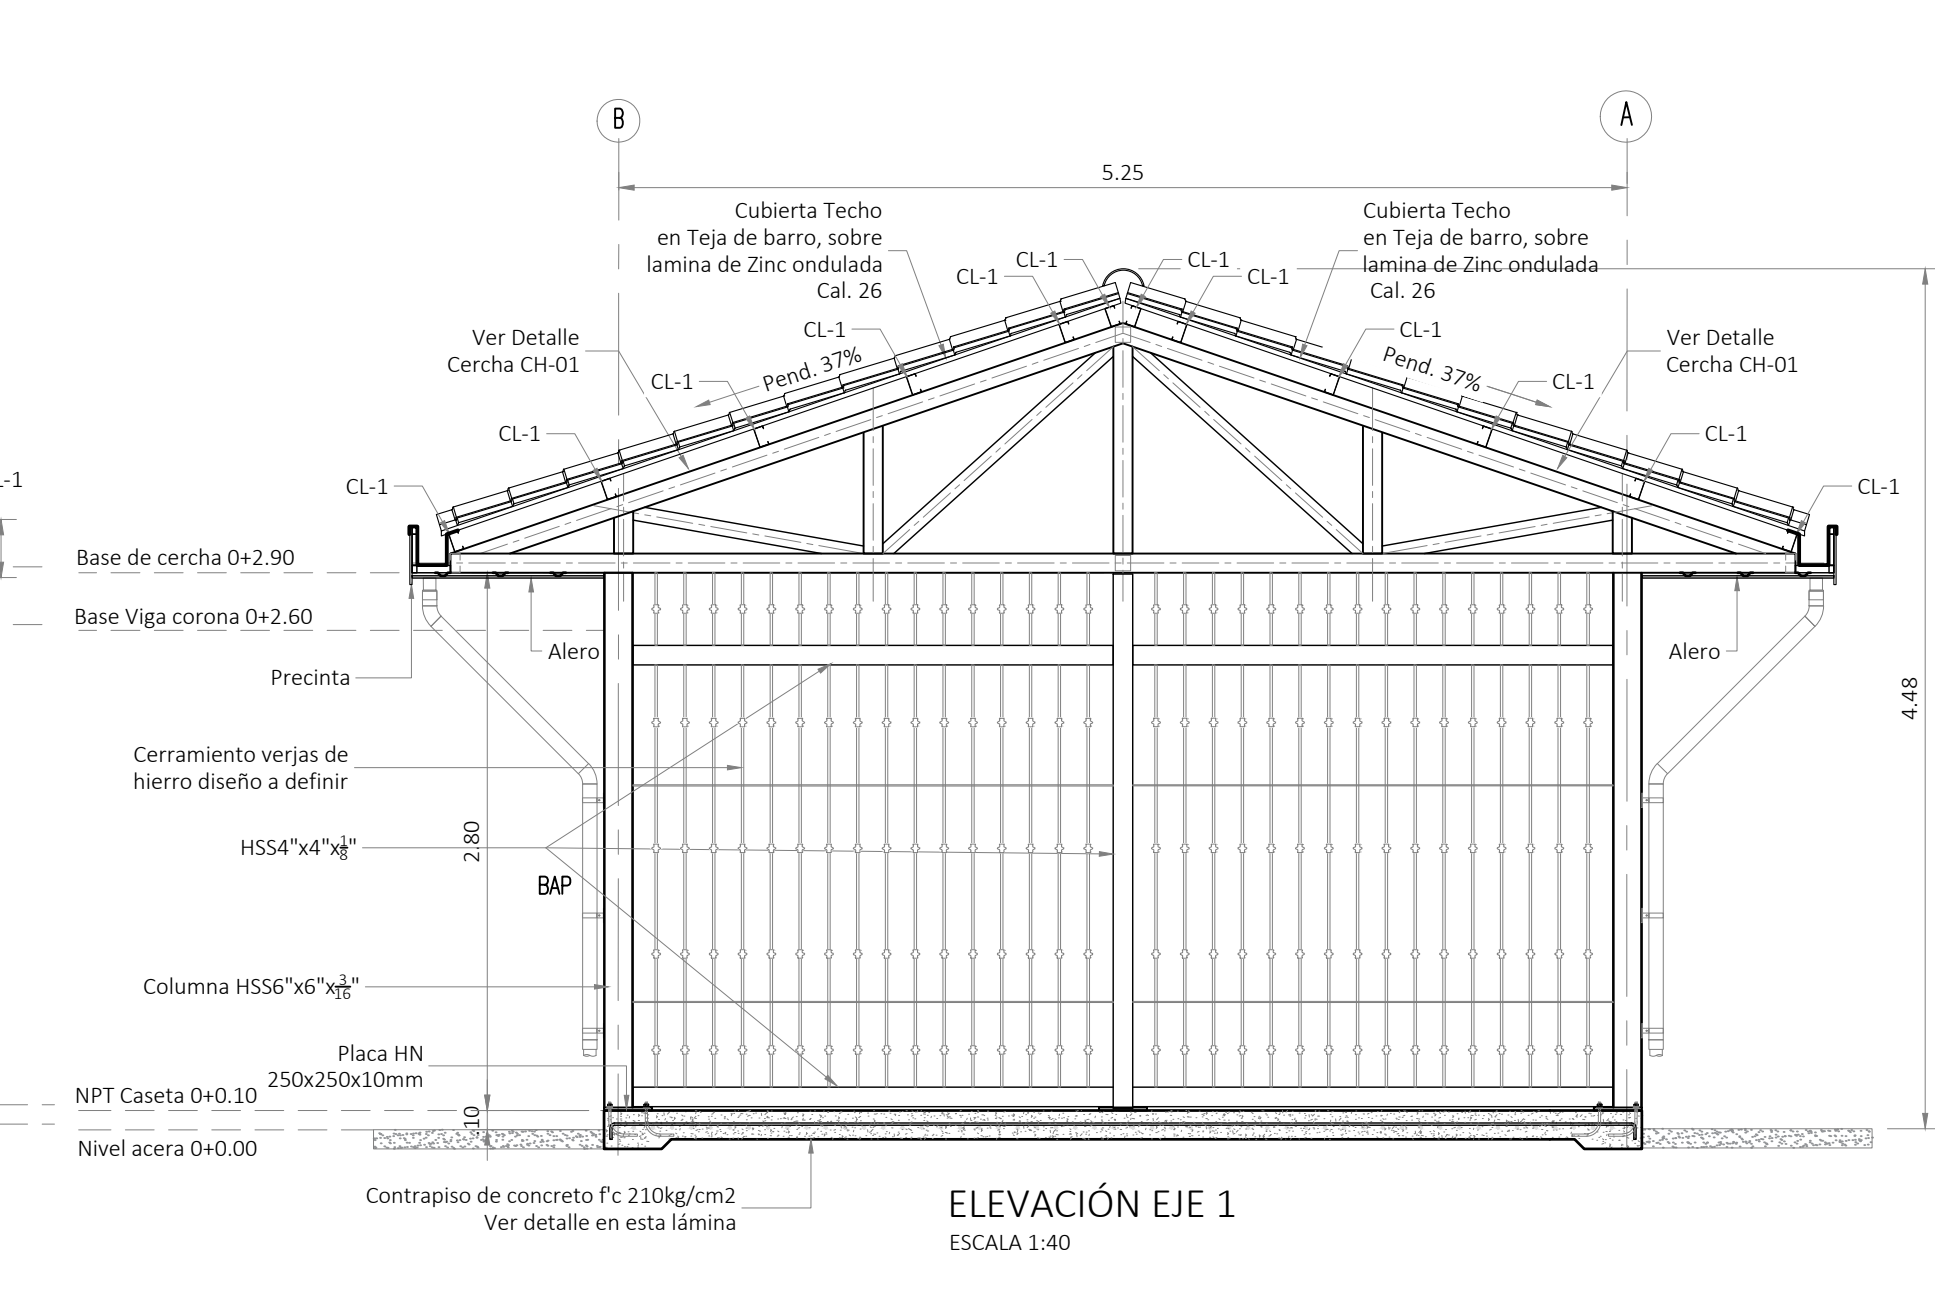 B
A
5.25
Cubierta Techo
en Teja de barro, sobre
lamina de Zinc ondulada
Cal. 26
Cubierta Techo
en Teja de barro, sobre
lamina de Zinc ondulada
Cal. 26
CL-1
CL-1
CL-1
CL-1
CL-1
CL-1
Ver Detalle
Cercha CH-01
Ver Detalle
Cercha CH-01
Pend. 37%
Pend. 37%
CL-1
CL-1
CL-1
CL-1
CL-1
CL-1
L-1
Base de cercha 0+2.90
Base Viga corona 0+2.60
Alero
Alero
Precinta
4.48
Cerramiento verjas de
hierro diseño a definir
HSS4"x4"x1/8"
2.80
BAP
Columna HSS6"x6"x3/16"
Placa HN
250x250x10mm
NPT Caseta 0+0.10
.10
Nivel acera 0+0.00
Contrapiso de concreto f'c 210kg/cm2
Ver detalle en esta lámina
ELEVACIÓN EJE 1
ESCALA 1:40